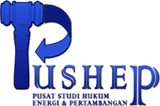 PUSHEP
PUSAT STUDI HUKUM
ENERGI & PERTAMBANGAN